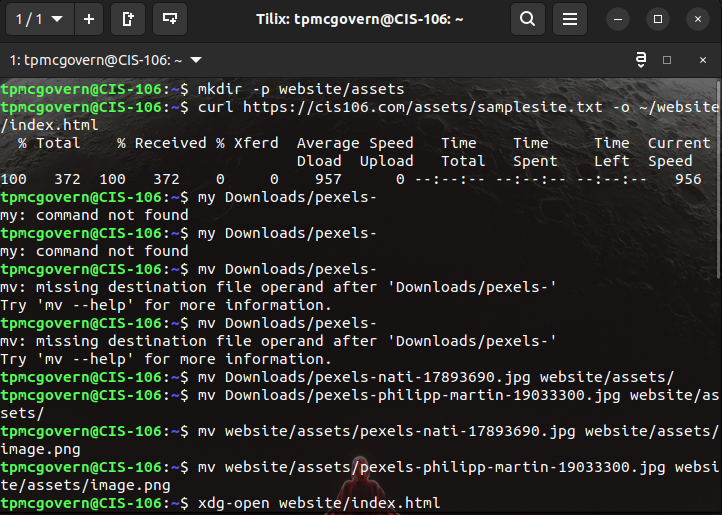 1 / 1
Tilix: tpmcgovern@CIS-106: ~
1: tpmcgovern@CIS-106: ~
a
tpmcgovern@CIS-106:~$ mkdir -p website/assets
tpmcgovern@CIS-106:~$ curl https://cis106.com/assets/samplesite.txt -o ~/website
/index.html
  % Total    % Received % Xferd  Average Speed   Time    Time     Time  Current
                                 Dload  Upload   Total   Spent    Left  Speed
100   372  100   372    0     0    957      0 --:--:-- --:--:-- --:--:--   956
tpmcgovern@CIS-106:~$ my Downloads/pexels-
my: command not found
tpmcgovern@CIS-106:~$ my Downloads/pexels-
my: command not found
tpmcgovern@CIS-106:~$ mv Downloads/pexels-
mv: missing destination file operand after 'Downloads/pexels-'
Try 'mv --help' for more information.
tpmcgovern@CIS-106:~$ mv Downloads/pexels-
mv: missing destination file operand after 'Downloads/pexels-'
Try 'mv --help' for more information.
tpmcgovern@CIS-106:~$ mv Downloads/pexels-nati-17893690.jpg website/assets/
tpmcgovern@CIS-106:~$ mv Downloads/pexels-philipp-martin-19033300.jpg website/as
sets/
tpmcgovern@CIS-106:~$ mv website/assets/pexels-nati-17893690.jpg website/assets/
image.png
tpmcgovern@CIS-106:~$ mv website/assets/pexels-philipp-martin-19033300.jpg websi
te/assets/image.png
tpmcgovern@CIS-106:~$ xdg-open website/index.html